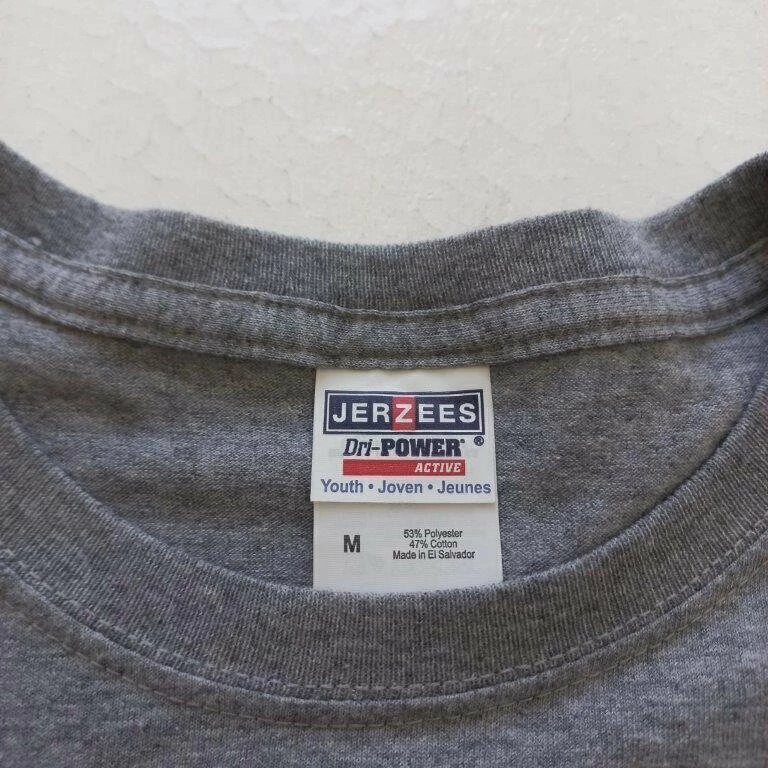 JERZEES
Dri-POWER® ®
ACTIVE
Youth • Joven • Jeunes
M
53% Polyester
47% Cotton
Made in El Salvador